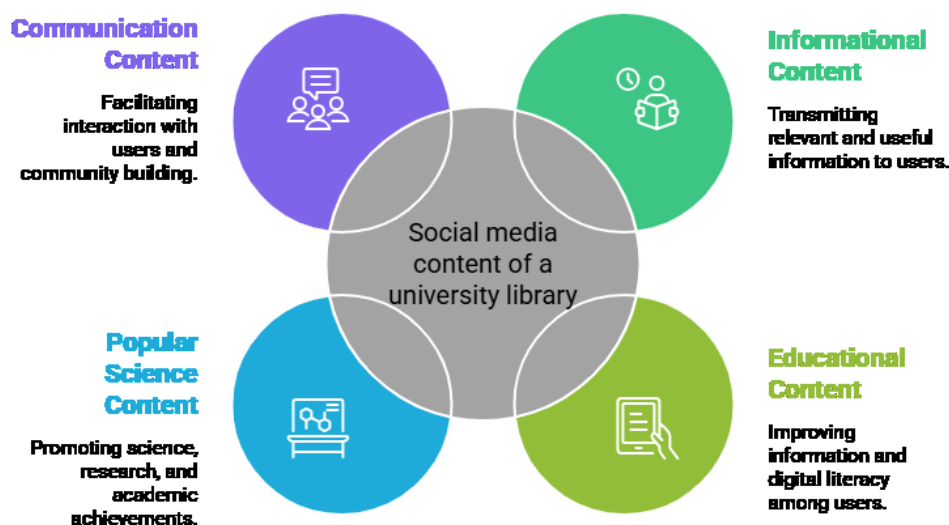 Communication
Content
Facilitating
interaction with
users and
community building.
Informational
Content
Transmitting
relevant and useful
information to users.
Social media
content of a
university library
Popular
Science
Content
Promoting science,
research, and
academic
achievements.
Educational
Content
Improving
information and
digital literacy
among users.